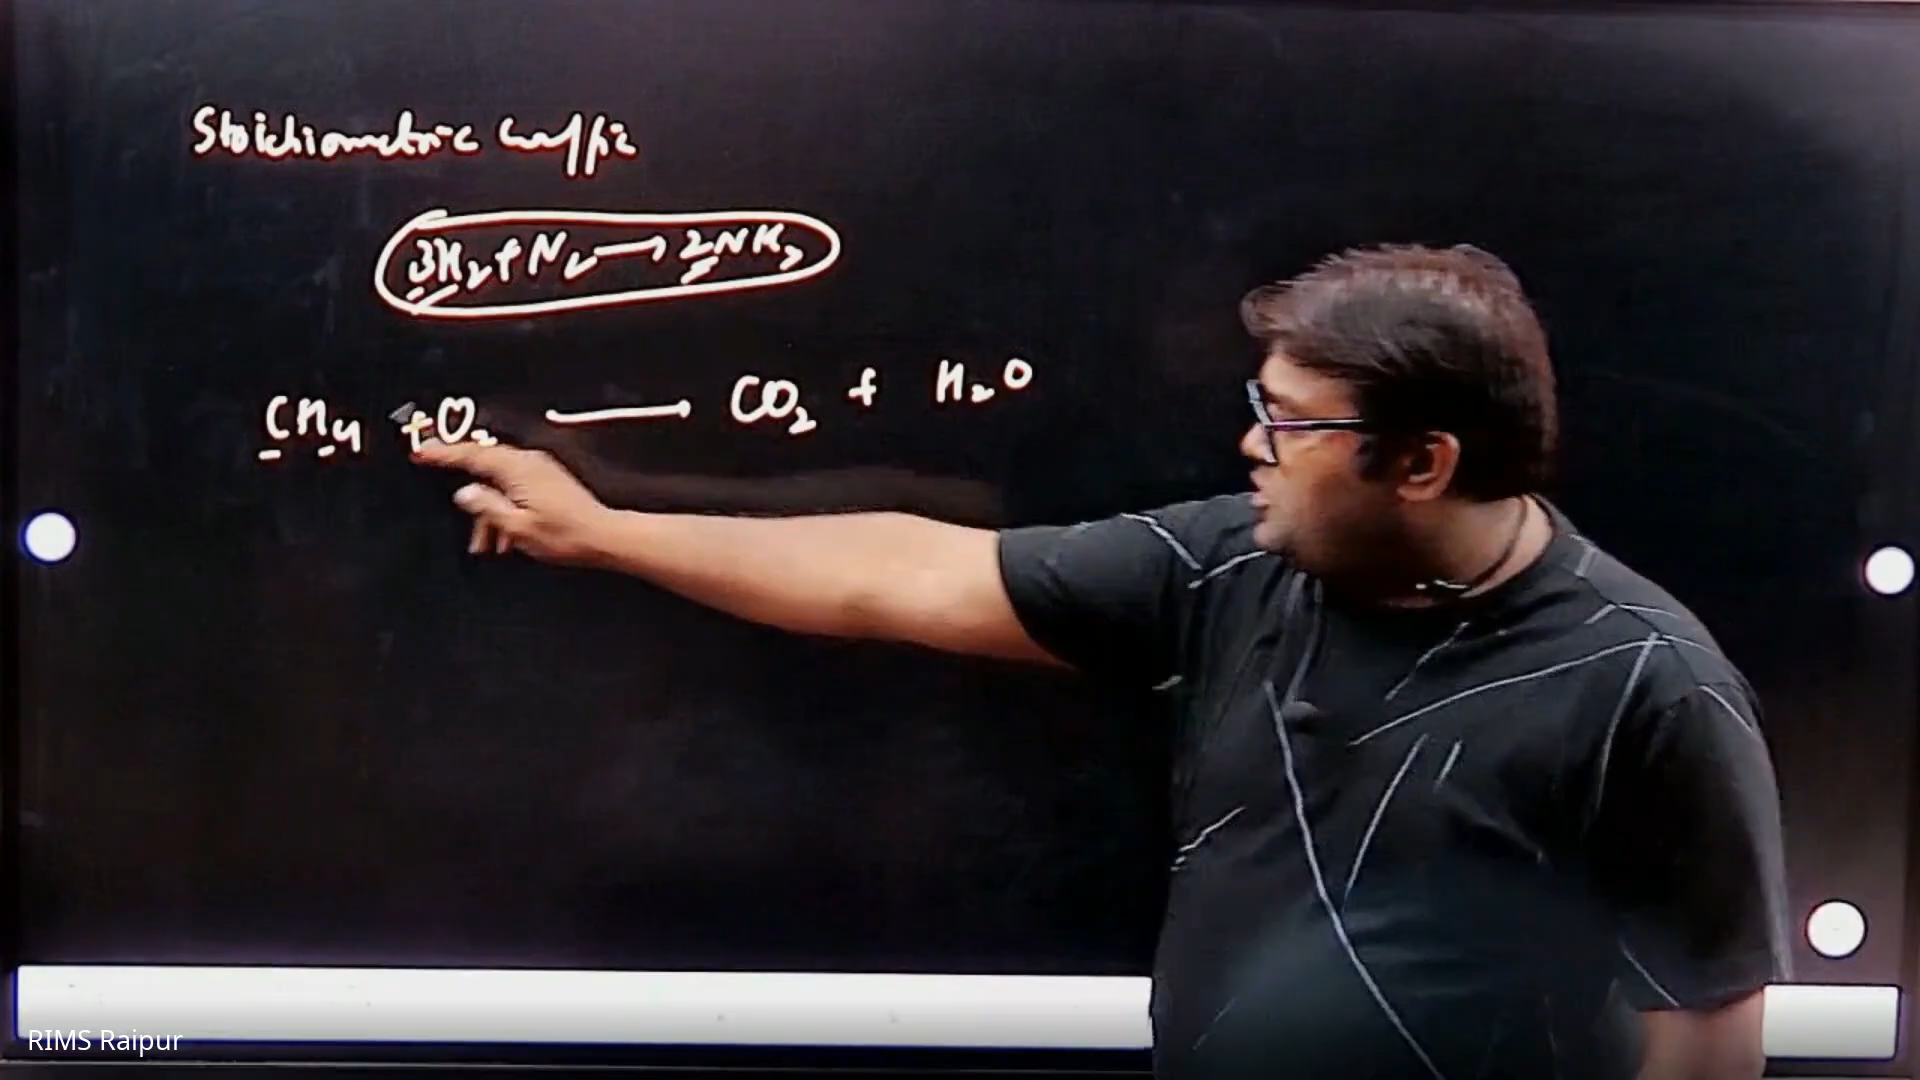 Stoichiometric coeffic
3H₂ + N₂ ⟶ 2NH₃
CH₄ + O₂ ⟶ CO₂ + H₂O
RIMS Raipur